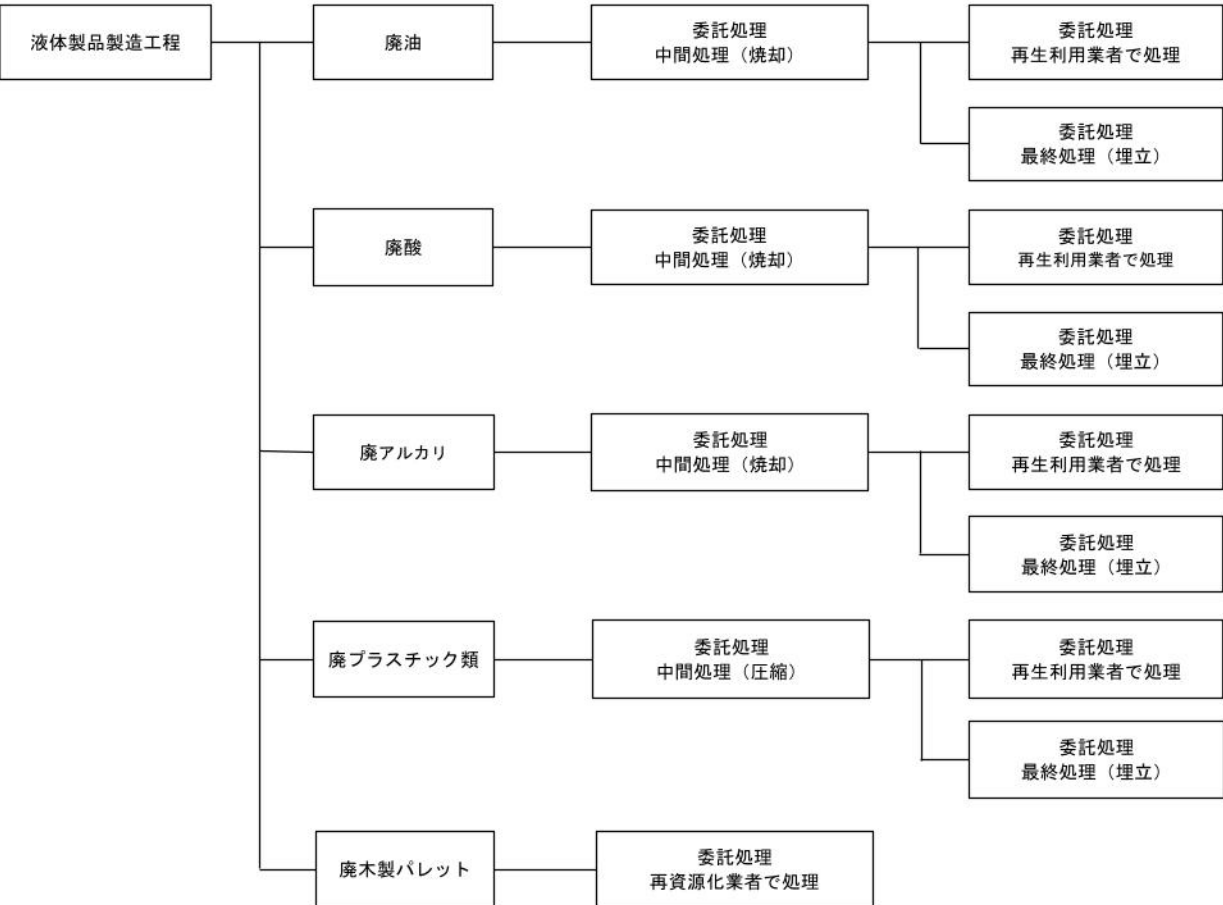 液体製品製造工程
廃油
委託処理
中間処理（焼却）
委託処理
再生利用業者で処理
委託処理
最終処理（埋立）
廃酸
委託処理
中間処理（焼却）
委託処理
再生利用業者で処理
委託処理
最終処理（埋立）
廃アルカリ
委託処理
中間処理（焼却）
委託処理
再生利用業者で処理
委託処理
最終処理（埋立）
廃プラスチック類
委託処理
中間処理（圧縮）
委託処理
再生利用業者で処理
委託処理
最終処理（埋立）
廃木製パレット
委託処理
再資源化業者で処理